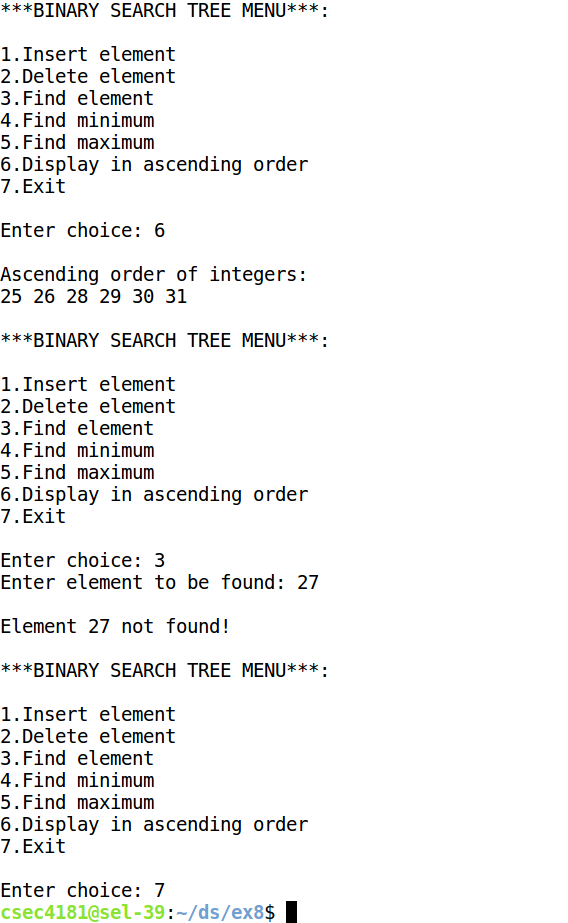 ***BINARY SEARCH TREE MENU***:
1.Insert element
2.Delete element
3.Find element
4.Find minimum
5.Find maximum
6.Display in ascending order
7.Exit
Enter choice: 6
Ascending order of integers:
25 26 28 29 30 31
***BINARY SEARCH TREE MENU***:
1.Insert element
2.Delete element
3.Find element
4.Find minimum
5.Find maximum
6.Display in ascending order
7.Exit
Enter choice: 3
Enter element to be found: 27
Element 27 not found!
***BINARY SEARCH TREE MENU***:
1.Insert element
2.Delete element
3.Find element
4.Find minimum
5.Find maximum
6.Display in ascending order
7.Exit
Enter choice: 7
csec4181@sel-39:~/ds/ex8$